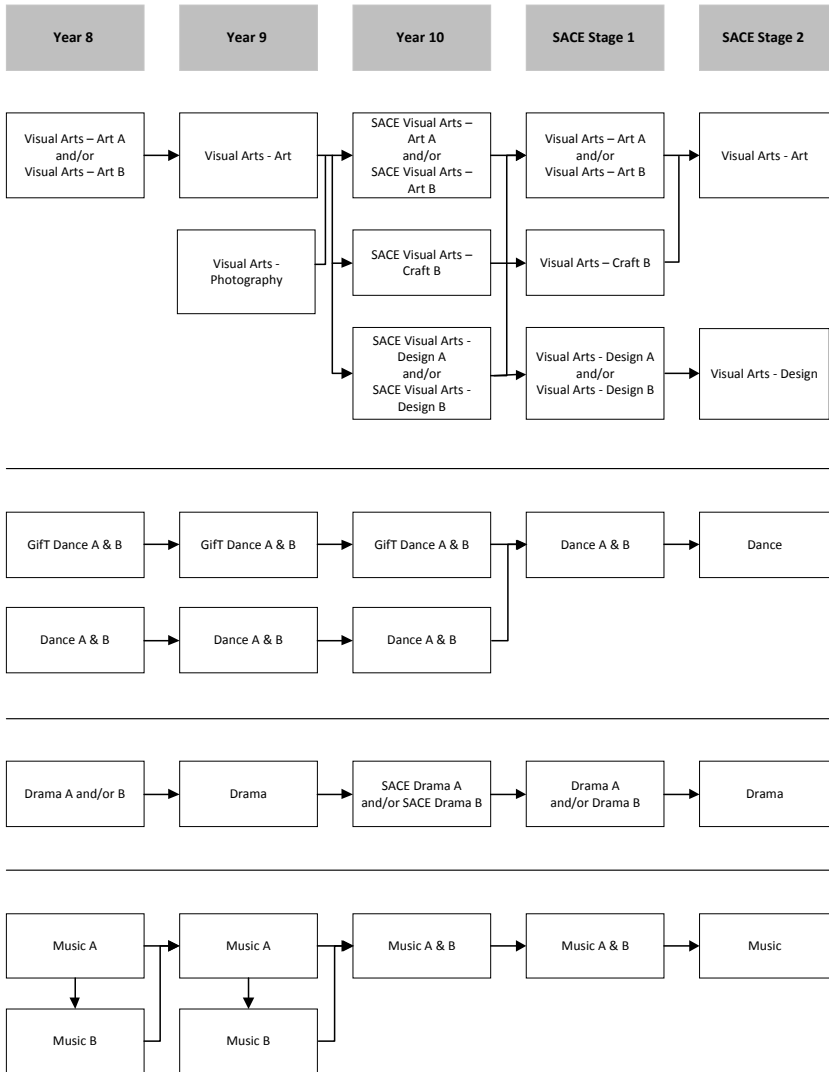 Year 8
Year 9
Year 10
SACE Stage 1
SACE Stage 2
Visual Arts – Art A
and/or
Visual Arts – Art B
Visual Arts - Art
SACE Visual Arts –
Art A
and/or
SACE Visual Arts –
Art B
Visual Arts – Art A
and/or
Visual Arts – Art B
Visual Arts - Art
Visual Arts -
Photography
SACE Visual Arts –
Craft B
Visual Arts – Craft B
SACE Visual Arts -
Design A
and/or
SACE Visual Arts -
Design B
Visual Arts - Design A
and/or
Visual Arts - Design B
Visual Arts - Design
GifT Dance A & B
GifT Dance A & B
GifT Dance A & B
Dance A & B
Dance
Dance A & B
Dance A & B
Dance A & B
Drama A and/or B
Drama
SACE Drama A
and/or SACE Drama B
Drama A
and/or Drama B
Drama
Music A
Music A
Music A & B
Music A & B
Music
Music B
Music B